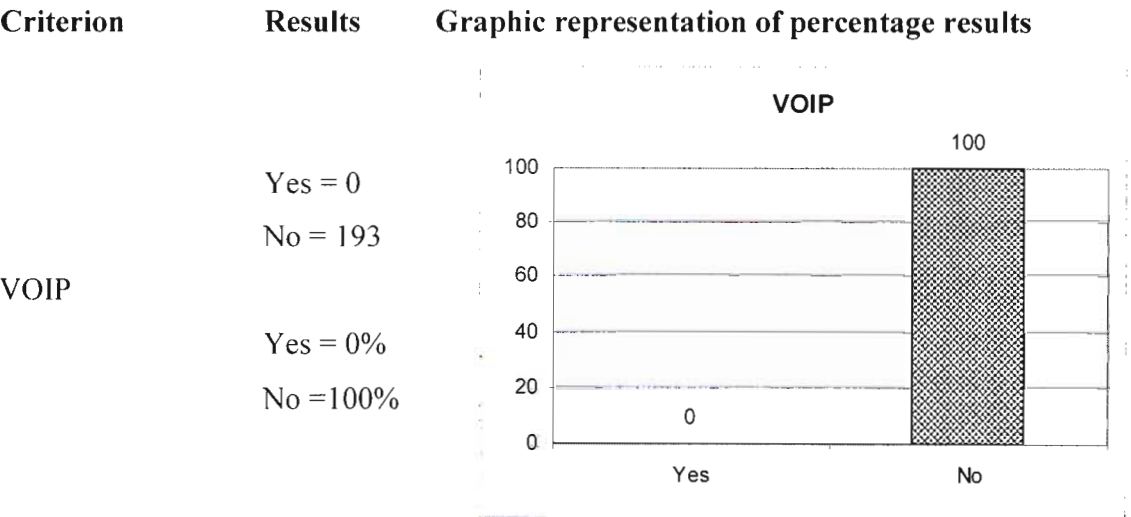 Criterion Results Graphic representation of percentage results
Yes = 0
No = 193
VOIP
Yes = 0%
No =100%
VOIP
100
100
80
60
40
20
0
0
Yes No